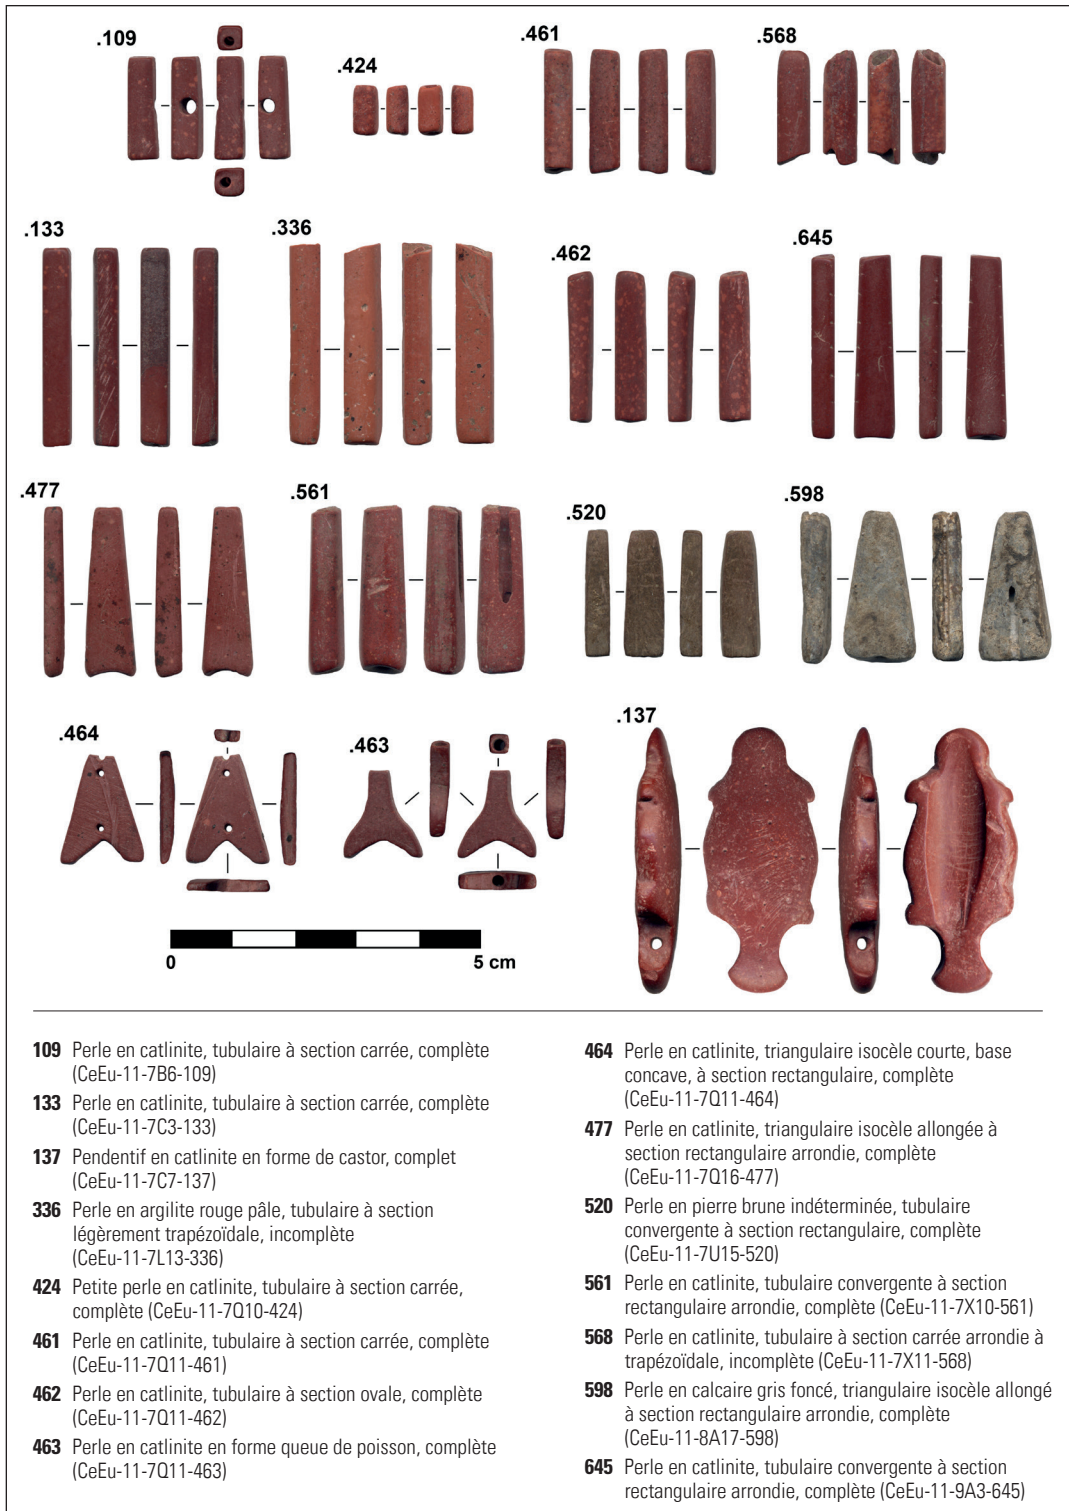 .109
.424
.461
.568
.133
.336
.462
.645
.477
.561
.520
.598
.464
.463
.137
0
5 cm
109 Perle en catlinite, tubulaire à section carrée, complète
(CeEu-11-7B6-109)
133 Perle en catlinite, tubulaire à section carrée, complète
(CeEu-11-7C3-133)
137 Pendentif en catlinite en forme de castor, complet
(CeEu-11-7C7-137)
336 Perle en argilite rouge pâle, tubulaire à section
légèrement trapézoïdale, incomplète
(CeEu-11-7L13-336)
424 Petite perle en catlinite, tubulaire à section carrée,
complète (CeEu-11-7Q10-424)
461 Perle en catlinite, tubulaire à section carrée, complète
(CeEu-11-7Q11-461)
462 Perle en catlinite, tubulaire à section ovale, complète
(CeEu-11-7Q11-462)
463 Perle en catlinite en forme queue de poisson, complète
(CeEu-11-7Q11-463)
464 Perle en catlinite, triangulaire isocèle courte, base
concave, à section rectangulaire, complète
(CeEu-11-7Q11-464)
477 Perle en catlinite, triangulaire isocèle allongée à
section rectangulaire arrondie, complète
(CeEu-11-7Q16-477)
520 Perle en pierre brune indéterminée, tubulaire
convergente à section rectangulaire, complète
(CeEu-11-7U15-520)
561 Perle en catlinite, tubulaire convergente à section
rectangulaire arrondie, complète (CeEu-11-7X10-561)
568 Perle en catlinite, tubulaire à section carrée arrondie à
trapézoïdale, incomplète (CeEu-11-7X11-568)
598 Perle en calcaire gris foncé, triangulaire isocèle allongé
à section rectangulaire arrondie, complète
(CeEu-11-8A17-598)
645 Perle en catlinite, tubulaire convergente à section
rectangulaire arrondie, complète (CeEu-11-9A3-645)